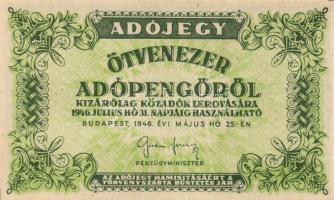 ADÓJEGY
ÖTVENEZER
ADÓPENGŐRŐL
KIZÁRÓLAG KÖZADÓK LEROVÁSÁRA
1946. JÚLIUS HÓ 31. NAPJÁIG HASZNÁLHATÓ
BUDAPEST, 1946. ÉVI MÁJUS HÓ 25-ÉN.
PÉNZÜGYMINISZTER
AZ ADÓJEGY HAMISÍTÁSÁÉRT A
TÖRVÉNYSZABTA BÜNTETÉS JÁR